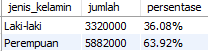 jenis_kelamin jumlah persentase
Laki-laki 3320000 36.08%
Perempuan 5882000 63.92%